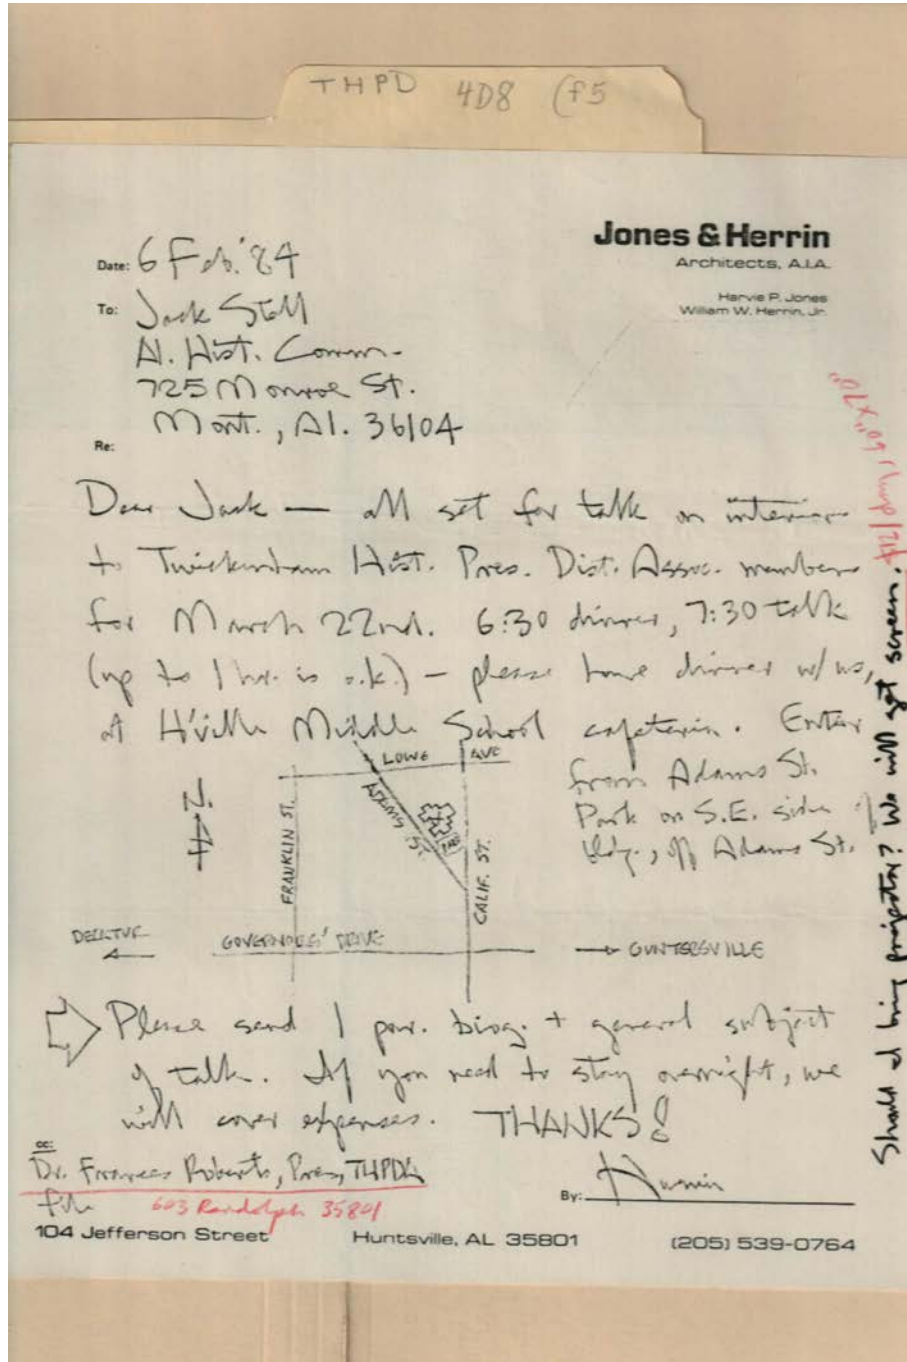 THPD 4D8 (f5
Jones & Herrin
Architects, A.I.A.
Harvie P. Jones
William W. Herrin, Jr.
Date: 6 Feb. '84
To: Jack Stell
Al. Hist. Comm.
725 Monroe St.
Mont., Al. 36104
Re:
Dear Jack — all set for talk on interiors
to Twickenham Hist. Pres. Dist. Assoc. members
for March 22nd. 6:30 dinner, 7:30 talk
(up to 1 hr. is o.k.) — please have dinner w/ us,
at H'ville Middle School cafeteria. Enter
from Adams St.
Park on S.E. side of
bldg., off Adams St.
LOWE AVE
ADAMS ST.
FRANKLIN ST.
CALIF. ST.
N
DECATUR
GOVERNORS' DRIVE
GUNTERSVILLE
Please send 1 par. biog. + general subject
of talk. If you need to stay overnight, we
will cover expenses. THANKS!
cc:
Dr. Frances Roberts, Pres, THPDA
file 603 Randolph 35801
By: Harvie
104 Jefferson Street Huntsville, AL 35801 (205) 539-0764
Should I bring projector? We will get screen.